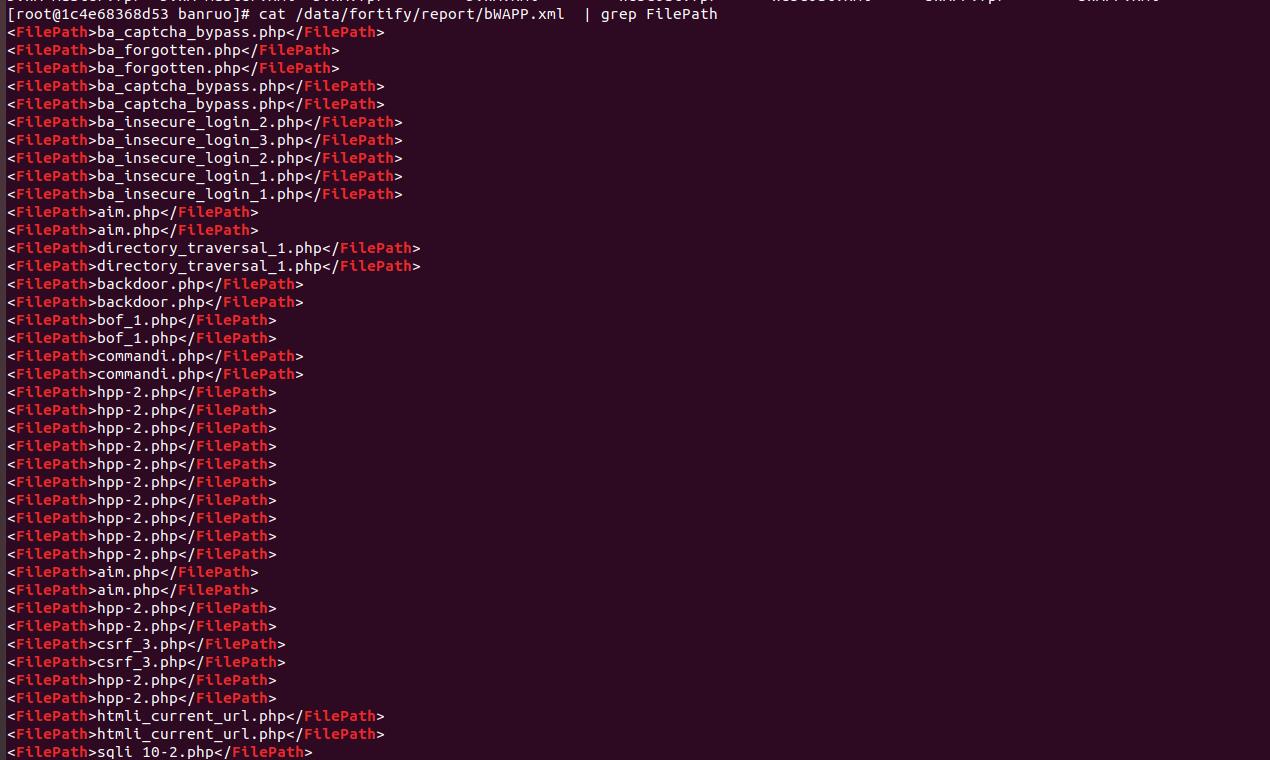 [root@1c4e68368d53 banruo]# cat /data/fortify/report/bWAPP.xml  | grep FilePath
<FilePath>ba_captcha_bypass.php</FilePath>
<FilePath>ba_forgotten.php</FilePath>
<FilePath>ba_forgotten.php</FilePath>
<FilePath>ba_captcha_bypass.php</FilePath>
<FilePath>ba_captcha_bypass.php</FilePath>
<FilePath>ba_insecure_login_2.php</FilePath>
<FilePath>ba_insecure_login_3.php</FilePath>
<FilePath>ba_insecure_login_2.php</FilePath>
<FilePath>ba_insecure_login_1.php</FilePath>
<FilePath>ba_insecure_login_1.php</FilePath>
<FilePath>aim.php</FilePath>
<FilePath>aim.php</FilePath>
<FilePath>directory_traversal_1.php</FilePath>
<FilePath>directory_traversal_1.php</FilePath>
<FilePath>backdoor.php</FilePath>
<FilePath>backdoor.php</FilePath>
<FilePath>bof_1.php</FilePath>
<FilePath>bof_1.php</FilePath>
<FilePath>commandi.php</FilePath>
<FilePath>commandi.php</FilePath>
<FilePath>hpp-2.php</FilePath>
<FilePath>hpp-2.php</FilePath>
<FilePath>hpp-2.php</FilePath>
<FilePath>hpp-2.php</FilePath>
<FilePath>hpp-2.php</FilePath>
<FilePath>hpp-2.php</FilePath>
<FilePath>hpp-2.php</FilePath>
<FilePath>hpp-2.php</FilePath>
<FilePath>hpp-2.php</FilePath>
<FilePath>hpp-2.php</FilePath>
<FilePath>aim.php</FilePath>
<FilePath>aim.php</FilePath>
<FilePath>hpp-2.php</FilePath>
<FilePath>hpp-2.php</FilePath>
<FilePath>csrf_3.php</FilePath>
<FilePath>csrf_3.php</FilePath>
<FilePath>hpp-2.php</FilePath>
<FilePath>hpp-2.php</FilePath>
<FilePath>htmli_current_url.php</FilePath>
<FilePath>htmli_current_url.php</FilePath>
<FilePath>sqli_10-2.php</FilePath>